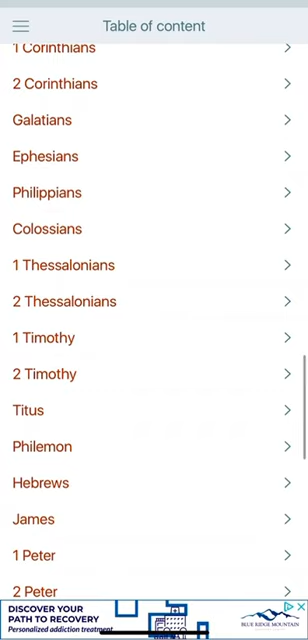 Table of content
1 Corinthians
2 Corinthians
Galatians
Ephesians
Philippians
Colossians
1 Thessalonians
2 Thessalonians
1 Timothy
2 Timothy
Titus
Philemon
Hebrews
James
1 Peter
2 Peter
DISCOVER YOUR
PATH TO RECOVERY
Personalized addiction treatment
BLUE RIDGE MOUNTAIN